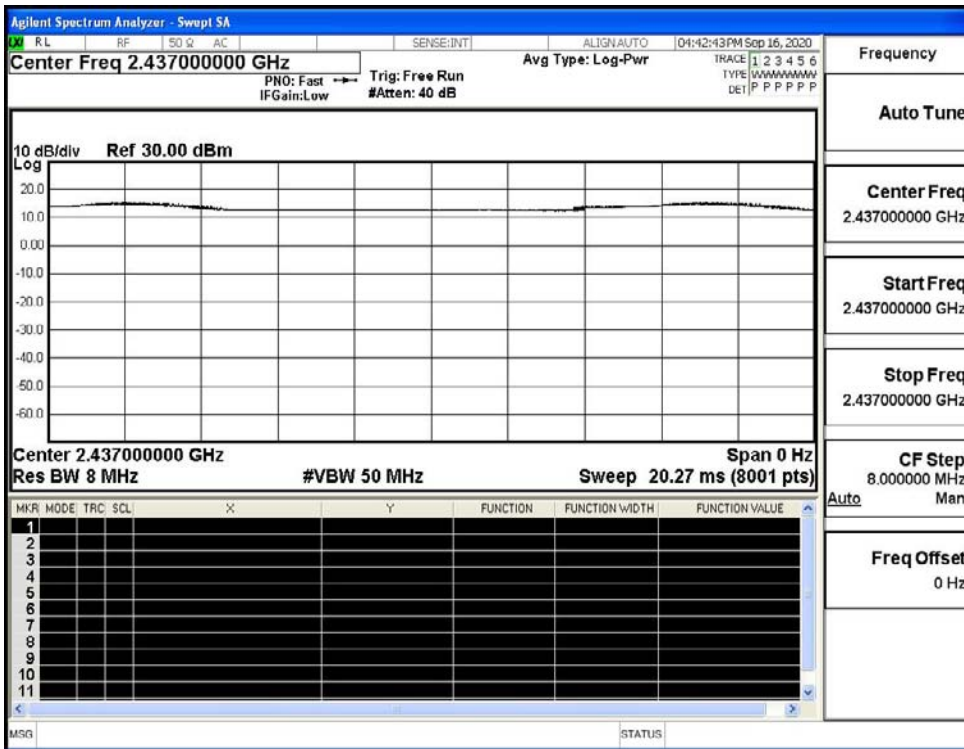 Agilent Spectrum Analyzer - Swept SA
LXI RL RF 50 Ω AC SENSE:INT ALIGNAUTO 04:42:43PM Sep 16, 2020
Center Freq 2.437000000 GHz
PNO: Fast
IFGain:Low
Trig: Free Run
#Atten: 40 dB
Avg Type: Log-Pwr
TRACE 1 2 3 4 5 6
TYPE WWWWWW
DET P P P P P P
10 dB/div Ref 30.00 dBm
Log
20.0
10.0
0.00
-10.0
-20.0
-30.0
-40.0
-50.0
-60.0
Center 2.437000000 GHz Span 0 Hz
Res BW 8 MHz #VBW 50 MHz Sweep 20.27 ms (8001 pts)
MKR MODE TRC SCL X Y FUNCTION FUNCTION WIDTH FUNCTION VALUE
1
2
3
4
5
6
7
8
9
10
11
MSG STATUS
Frequency
Auto Tune
Center Freq
2.437000000 GHz
Start Freq
2.437000000 GHz
Stop Freq
2.437000000 GHz
CF Step
8.000000 MHz
Auto Man
Freq Offset
0 Hz